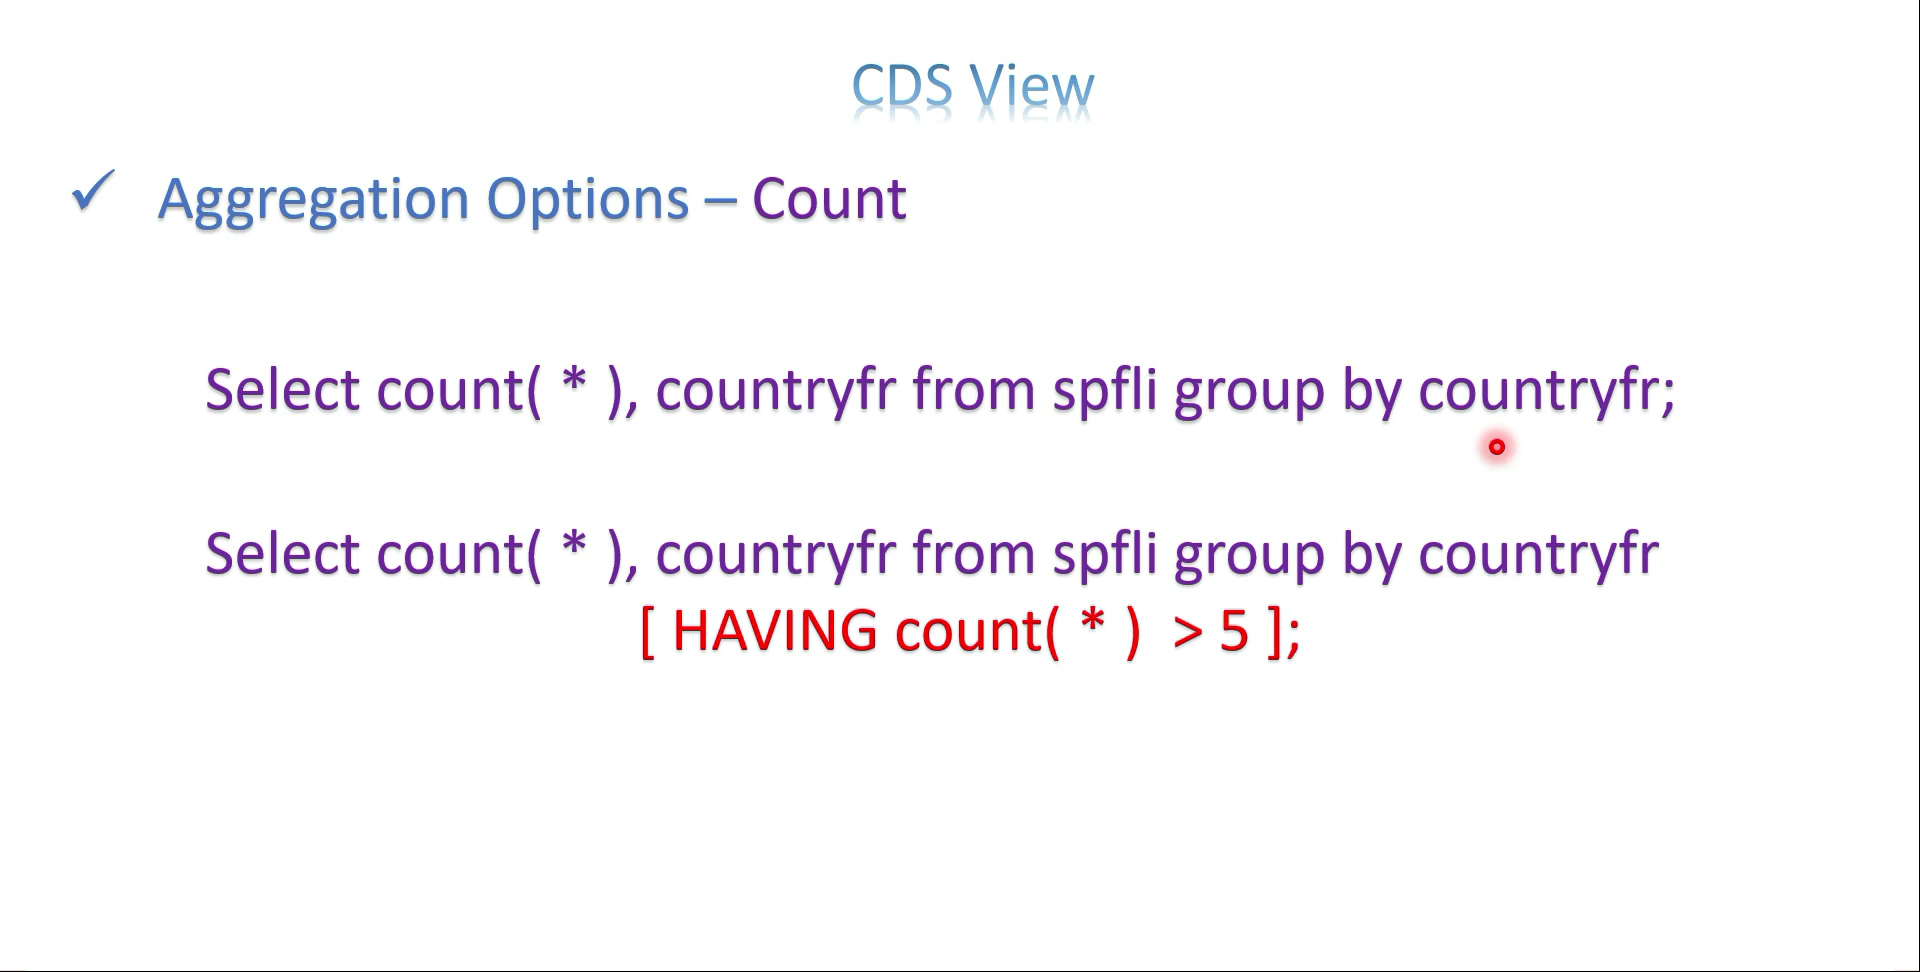 CDS View
✓ Aggregation Options – Count
Select count( * ), countryfr from spfli group by countryfr;
Select count( * ), countryfr from spfli group by countryfr
[ HAVING count( * )  > 5 ];